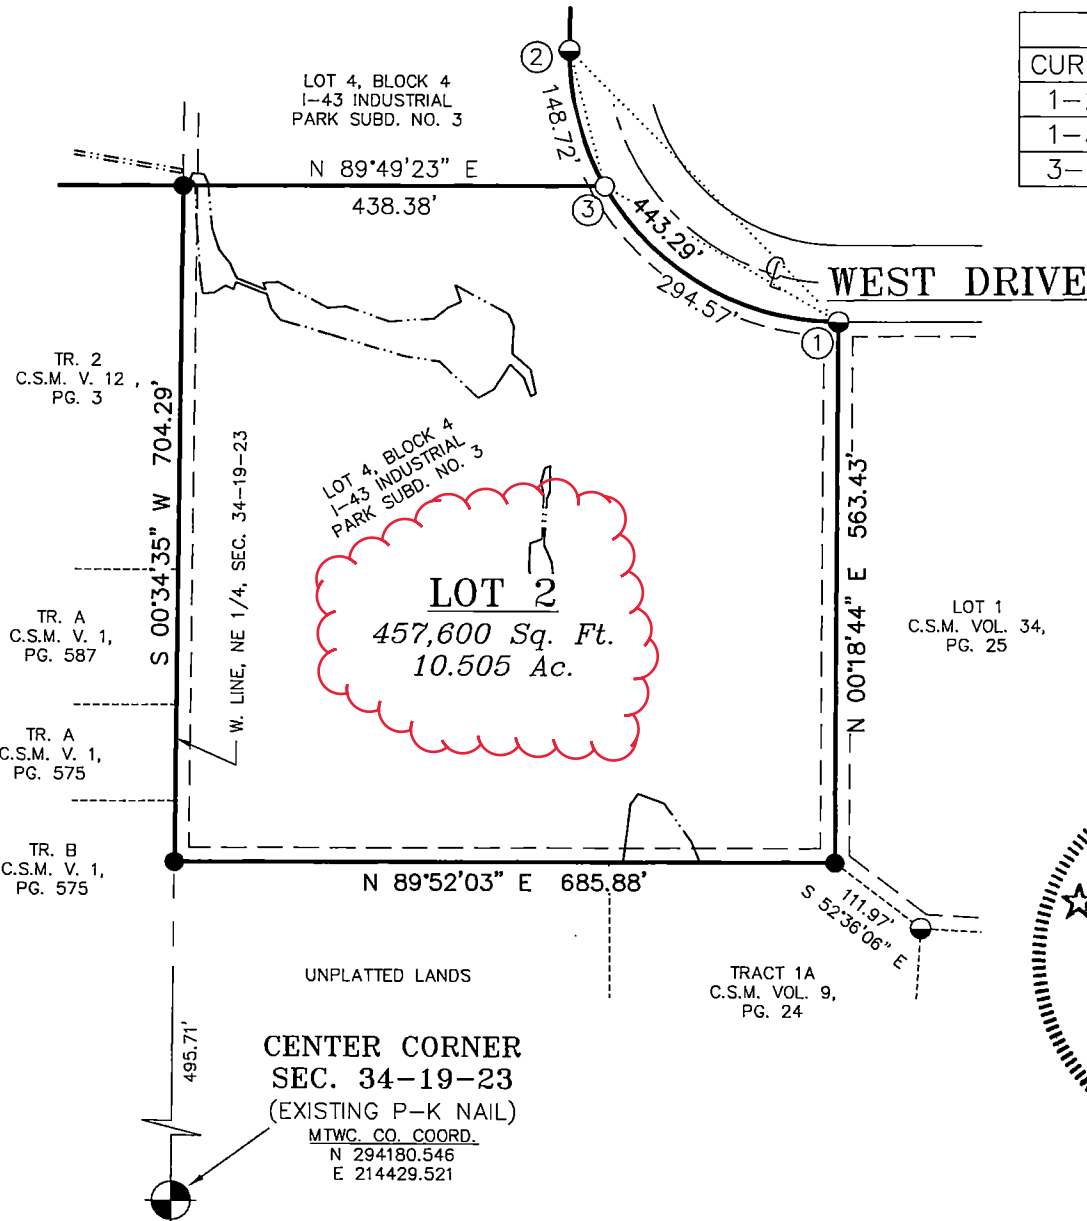 2
LOT 4, BLOCK 4
I-43 INDUSTRIAL
PARK SUBD. NO. 3
148.72'
CUR
1-
1-
3-
N 89°49'23" E
438.38'
3
443.29'
294.57'
℄
WEST DRIVE
1
TR. 2
C.S.M. V. 12 ,
PG. 3
S 00°34'35" W 704.29'
W. LINE, NE 1/4, SEC. 34-19-23
LOT 4, BLOCK 4
I-43 INDUSTRIAL
PARK SUBD. NO. 3
N 00°18'44" E 563.43'
LOT 2
457,600 Sq. Ft.
10.505 Ac.
LOT 1
C.S.M. VOL. 34,
PG. 25
TR. A
C.S.M. V. 1,
PG. 587
TR. A
C.S.M. V. 1,
PG. 575
TR. B
C.S.M. V. 1,
PG. 575
N 89°52'03" E 685.88'
111.97'
S 52°36'06" E
UNPLATTED LANDS
TRACT 1A
C.S.M. VOL. 9,
PG. 24
495.71'
CENTER CORNER
SEC. 34-19-23
(EXISTING P-K NAIL)
MTWC. CO. COORD.
N 294180.546
E 214429.521